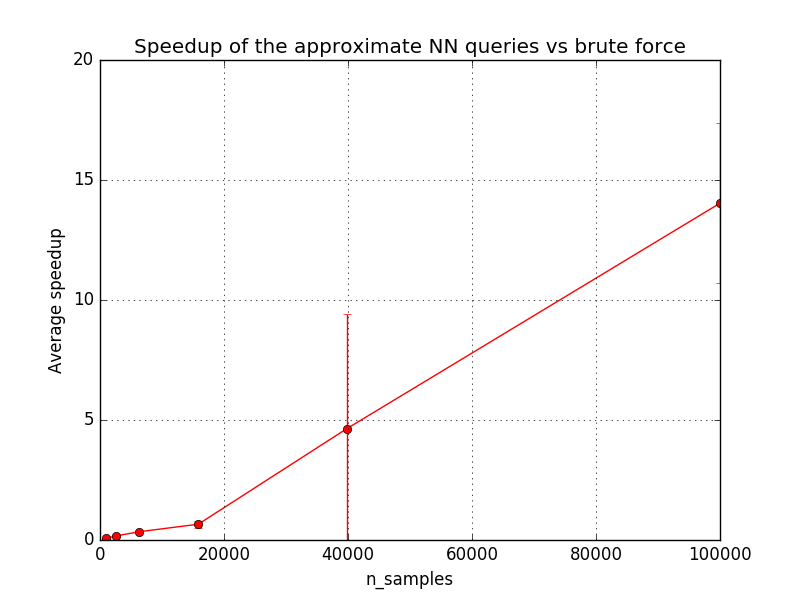 Speedup of the approximate NN queries vs brute force
20
15
10
5
0
Average speedup
0 20000 40000 60000 80000 100000
n_samples